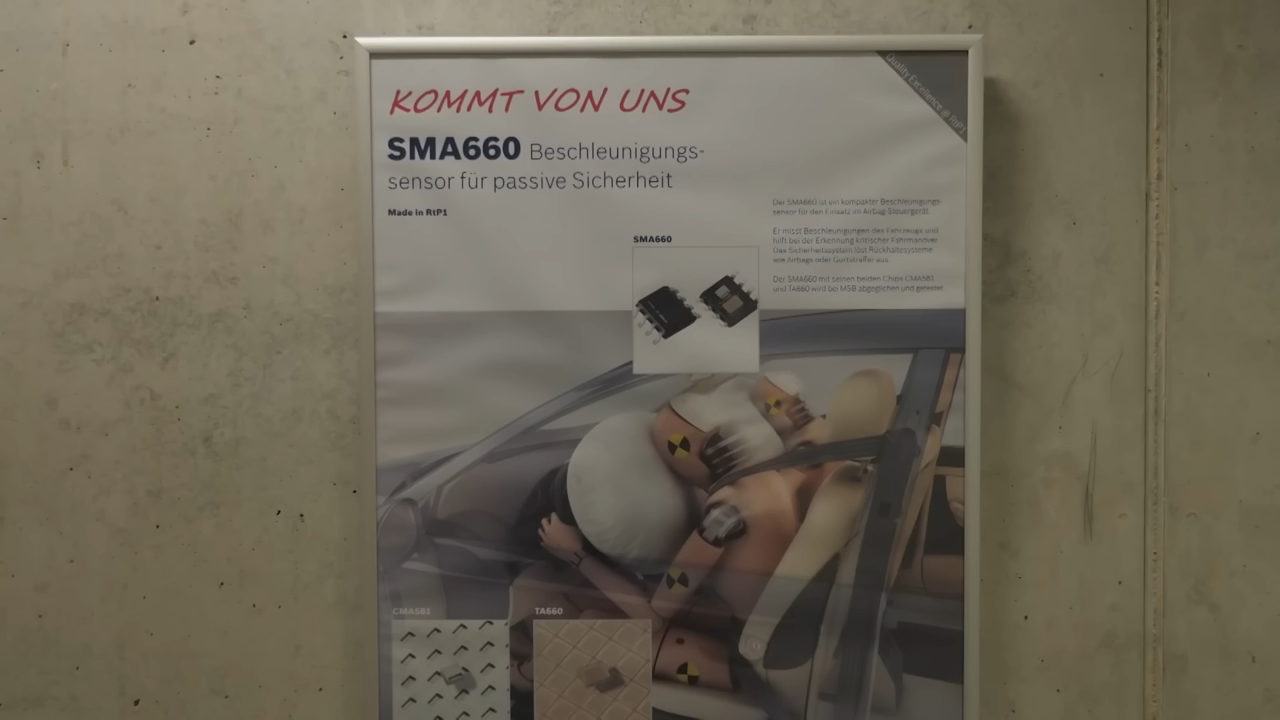 KOMMT VON UNS
Quality Excellence @ RtP1
SMA660 Beschleunigungs-
sensor für passive Sicherheit
Made in RtP1
Der SMA660 ist ein kompakter Beschleunigungs-
sensor für den Einsatz im Airbag-Steuergerät.
Er misst Beschleunigungen des Fahrzeugs und
hilft bei der Erkennung kritischer Fahrmanöver.
Das Sicherheitssystem löst Rückhaltesysteme
wie Airbags oder Gurtstraffer aus.
Der SMA660 mit seinen beiden Chips CMA581
und TA660 wird bei MSB abgeglichen und getestet.
SMA660
CMA581
TA660